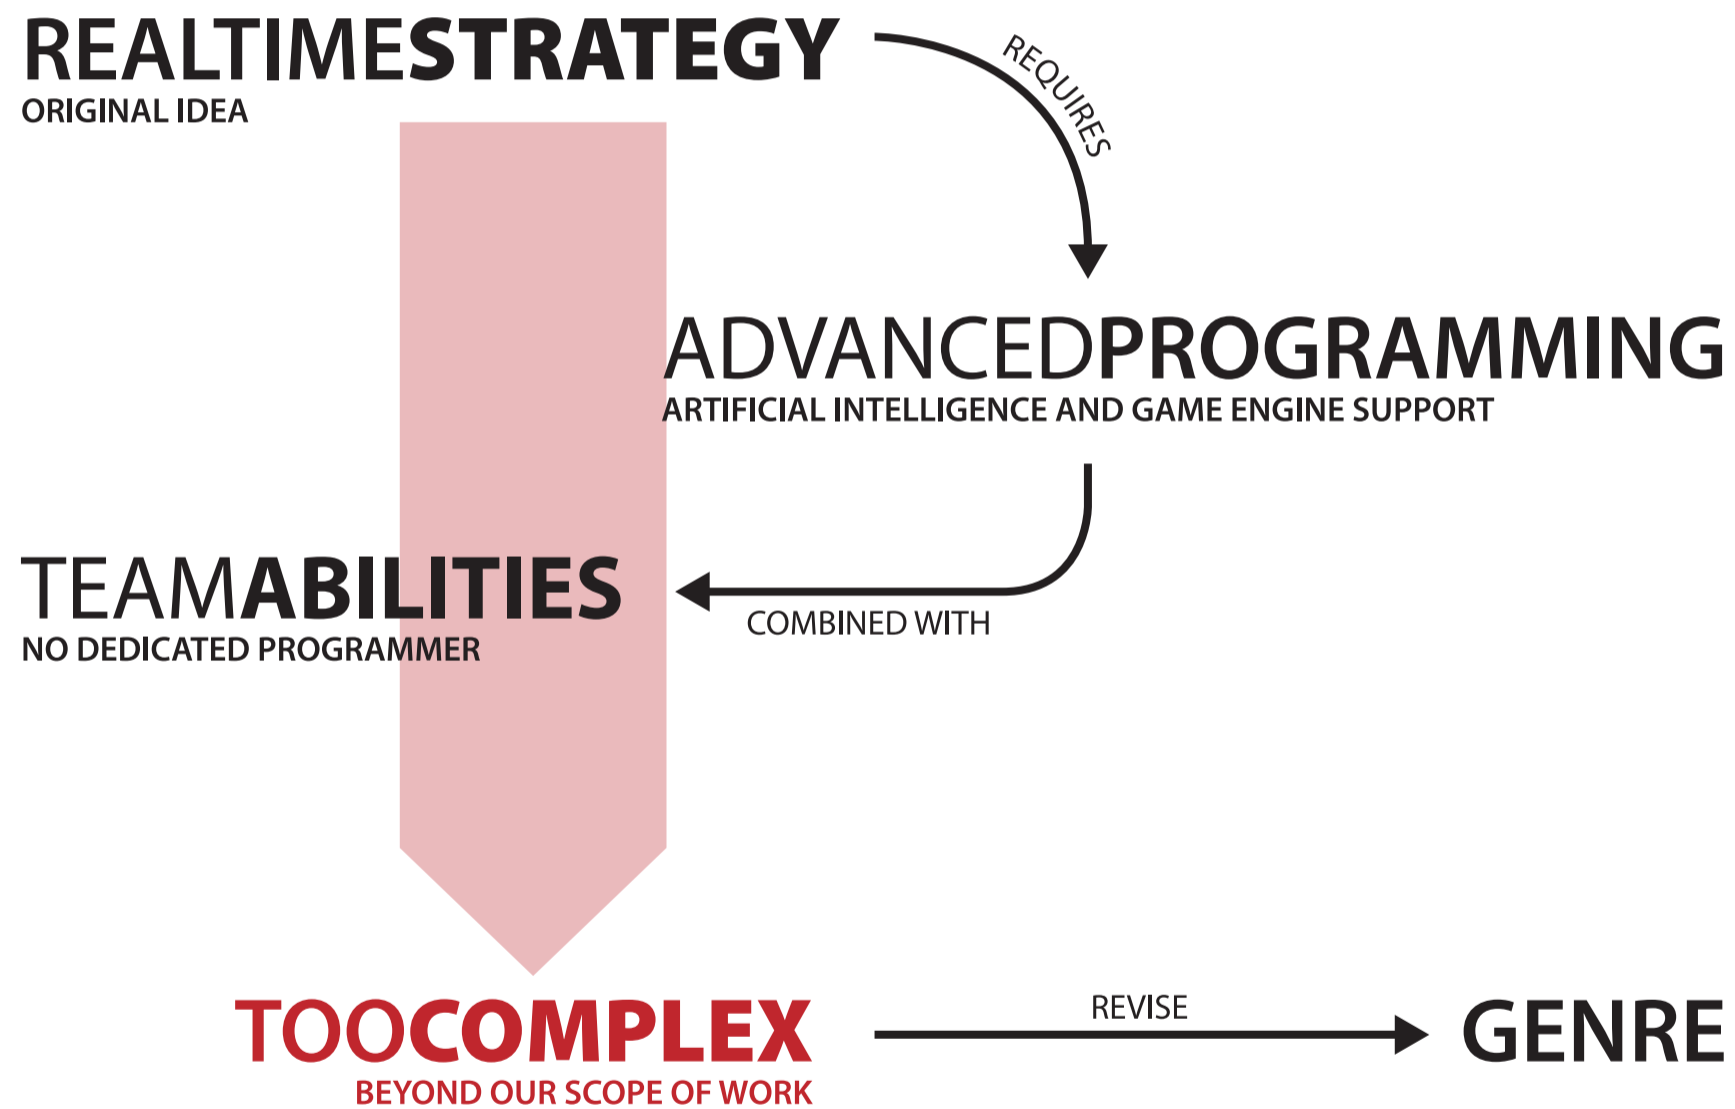 REALTIMESTRATEGY
ORIGINAL IDEA
REQUIRES
ADVANCEDPROGRAMMING
ARTIFICIAL INTELLIGENCE AND GAME ENGINE SUPPORT
TEAMABILITIES
NO DEDICATED PROGRAMMER
COMBINED WITH
TOOCOMPLEX
BEYOND OUR SCOPE OF WORK
REVISE
GENRE